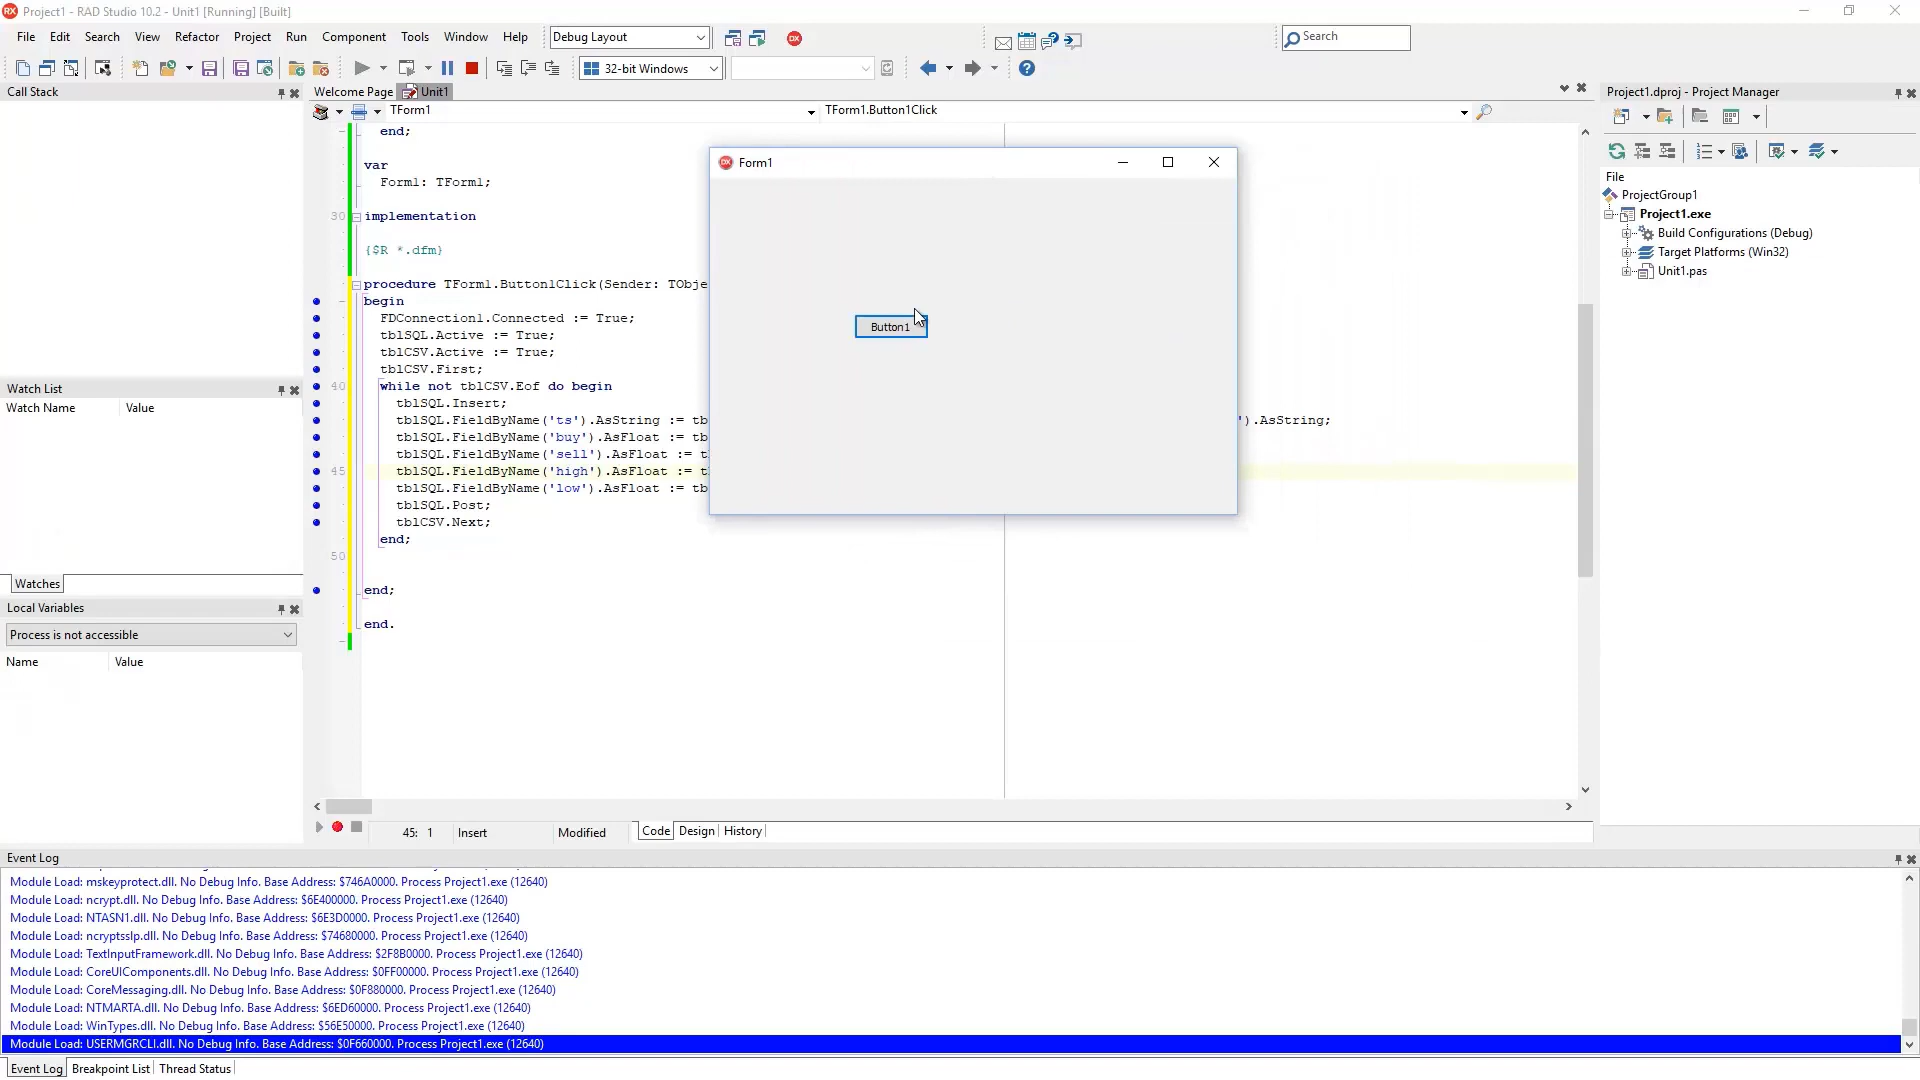 Project1 - RAD Studio 10.2 - Unit1 [Running] [Built]
File Edit Search View Refactor Project Run Component Tools Window Help
Debug Layout
Search
32-bit Windows
Call Stack
Welcome Page Unit1
TForm1
TForm1.Button1Click
end;
var
Form1: TForm1;
30 implementation
{$R *.dfm}
procedure TForm1.Button1Click(Sender: TObje
begin
FDConnection1.Connected := True;
tblSQL.Active := True;
tblCSV.Active := True;
tblCSV.First;
40 while not tblCSV.Eof do begin
tblSQL.Insert;
tblSQL.FieldByName('ts').AsString := tb ').AsString;
tblSQL.FieldByName('buy').AsFloat := tb
tblSQL.FieldByName('sell').AsFloat := t
45 tblSQL.FieldByName('high').AsFloat := t
tblSQL.FieldByName('low').AsFloat := tb
tblSQL.Post;
tblCSV.Next;
end;
50
end;
end.
Form1
Button1
Watch List
Watch Name Value
Watches
Local Variables
Process is not accessible
Name Value
45: 1 Insert Modified Code Design History
Project1.dproj - Project Manager
File
ProjectGroup1
Project1.exe
Build Configurations (Debug)
Target Platforms (Win32)
Unit1.pas
Event Log
Module Load: mskeyprotect.dll. No Debug Info. Base Address: $746A0000. Process Project1.exe (12640)
Module Load: ncrypt.dll. No Debug Info. Base Address: $6E400000. Process Project1.exe (12640)
Module Load: NTASN1.dll. No Debug Info. Base Address: $6E3D0000. Process Project1.exe (12640)
Module Load: ncryptsslp.dll. No Debug Info. Base Address: $74680000. Process Project1.exe (12640)
Module Load: TextInputFramework.dll. No Debug Info. Base Address: $2F8B0000. Process Project1.exe (12640)
Module Load: CoreUIComponents.dll. No Debug Info. Base Address: $0FF00000. Process Project1.exe (12640)
Module Load: CoreMessaging.dll. No Debug Info. Base Address: $0F880000. Process Project1.exe (12640)
Module Load: NTMARTA.dll. No Debug Info. Base Address: $6ED60000. Process Project1.exe (12640)
Module Load: WinTypes.dll. No Debug Info. Base Address: $56E50000. Process Project1.exe (12640)
Module Load: USERMGRCLI.dll. No Debug Info. Base Address: $0F660000. Process Project1.exe (12640)
Event Log Breakpoint List Thread Status